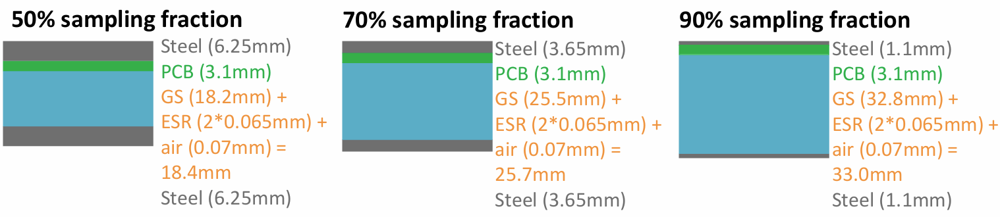 50% sampling fraction
Steel (6.25mm)
PCB (3.1mm)
GS (18.2mm) +
ESR (2*0.065mm) +
air (0.07mm) =
18.4mm
Steel (6.25mm)
70% sampling fraction
Steel (3.65mm)
PCB (3.1mm)
GS (25.5mm) +
ESR (2*0.065mm) +
air (0.07mm) =
25.7mm
Steel (3.65mm)
90% sampling fraction
Steel (1.1mm)
PCB (3.1mm)
GS (32.8mm) +
ESR (2*0.065mm) +
air (0.07mm) =
33.0mm
Steel (1.1mm)